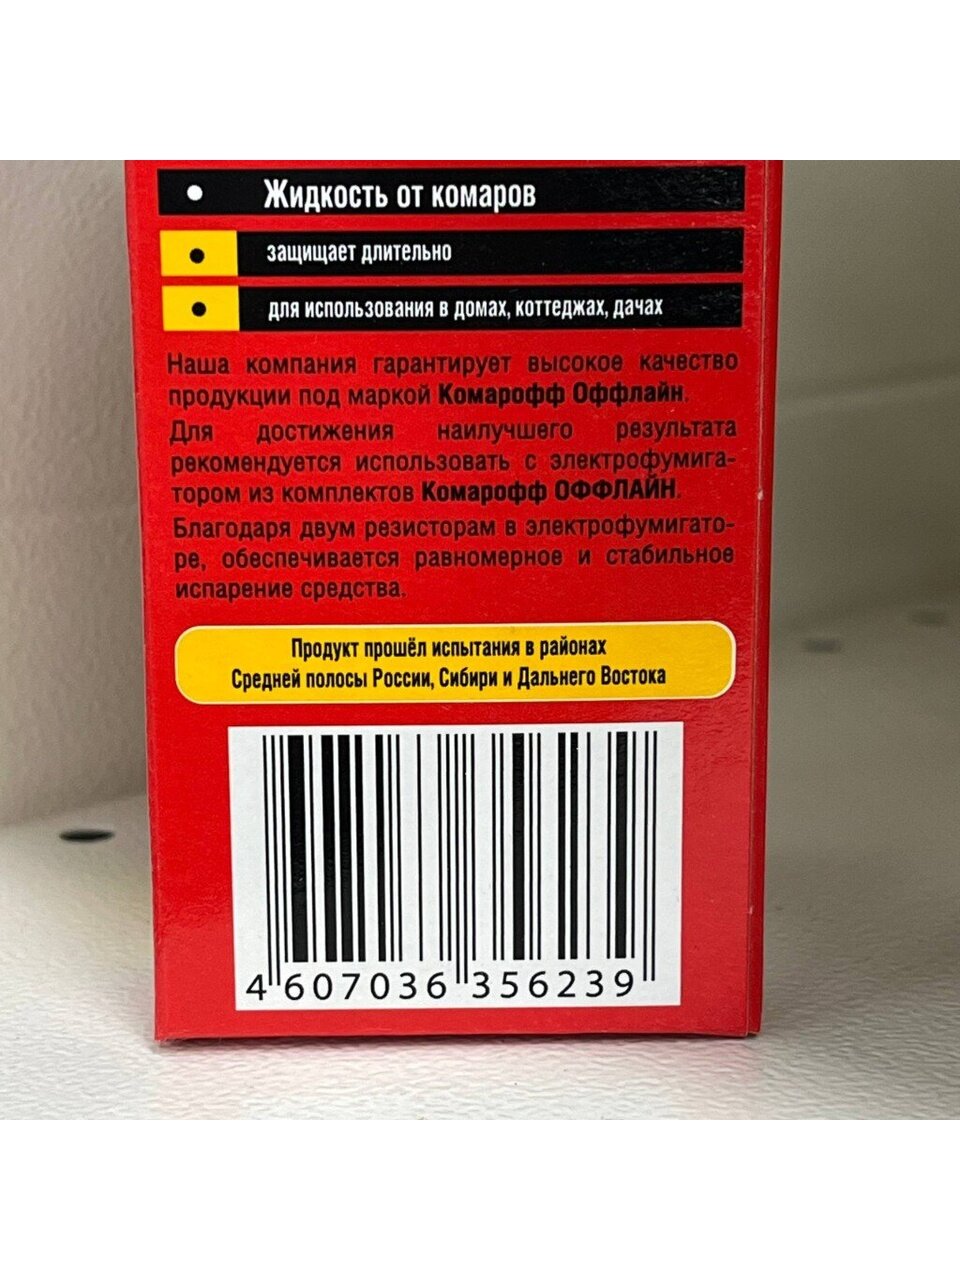 Жидкость от комаров
защищает длительно
для использования в домах, коттеджах, дачах
Наша компания гарантирует высокое качество
продукции под маркой Комарофф Оффлайн.
Для достижения наилучшего результата
рекомендуется использовать с электрофумига-
тором из комплектов Комарофф ОФФЛАЙН.
Благодаря двум резисторам в электрофумигато-
ре, обеспечивается равномерное и стабильное
испарение средства.
Продукт прошёл испытания в районах
Средней полосы России, Сибири и Дальнего Востока
4 607036 356239